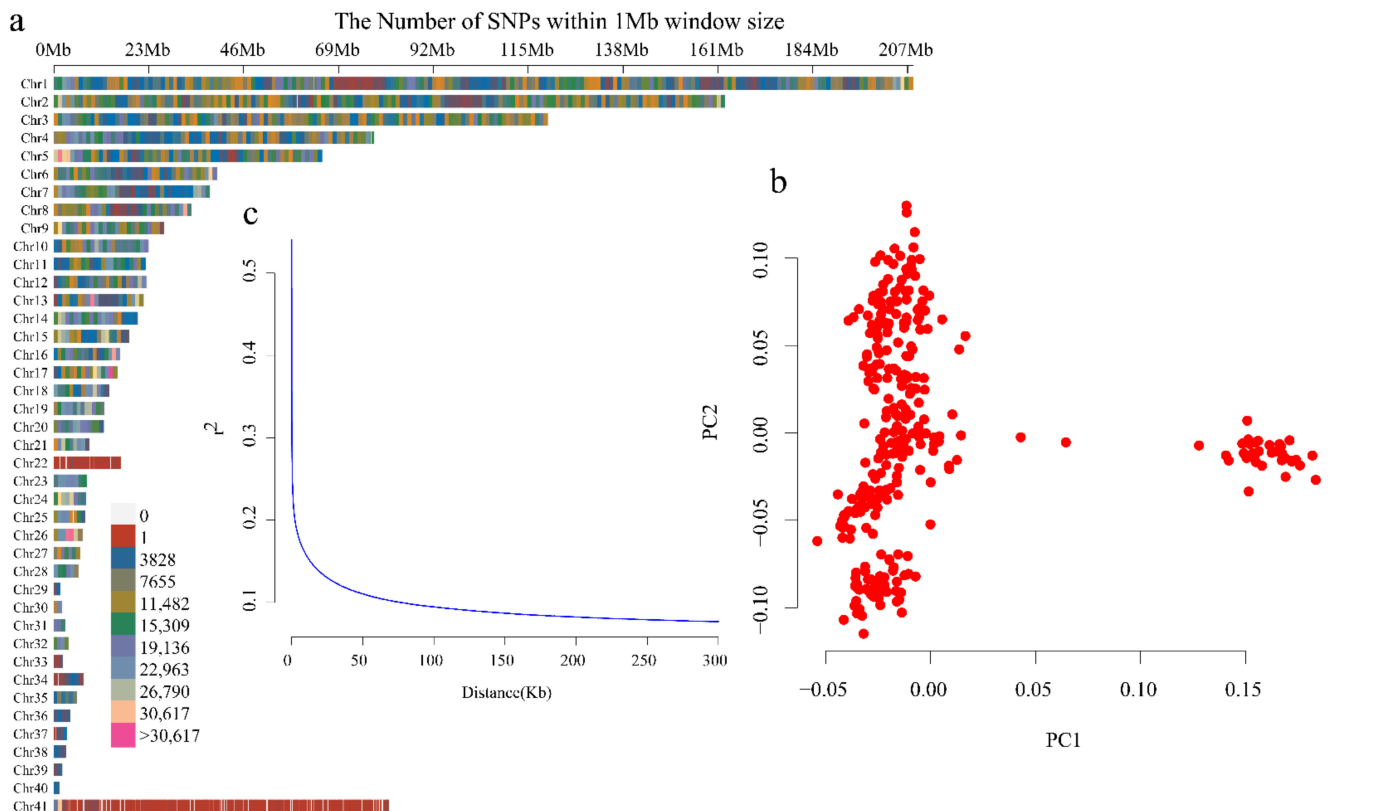 a
The Number of SNPs within 1Mb window size
0Mb 23Mb 46Mb 69Mb 92Mb 115Mb 138Mb 161Mb 184Mb 207Mb
Chr1
Chr2
Chr3
Chr4
Chr5
Chr6
Chr7
Chr8
Chr9
Chr10
Chr11
Chr12
Chr13
Chr14
Chr15
Chr16
Chr17
Chr18
Chr19
Chr20
Chr21
Chr22
Chr23
Chr24
Chr25
Chr26
Chr27
Chr28
Chr29
Chr30
Chr31
Chr32
Chr33
Chr34
Chr35
Chr36
Chr37
Chr38
Chr39
Chr40
Chr41
0
1
3828
7655
11,482
15,309
19,136
22,963
26,790
30,617
>30,617
c
0.5
0.4
0.3
0.2
0.1
r²
0 50 100 150 200 250 300
Distance(Kb)
b
0.10
0.05
0.00
−0.05
−0.10
PC2
−0.05 0.00 0.05 0.10 0.15
PC1